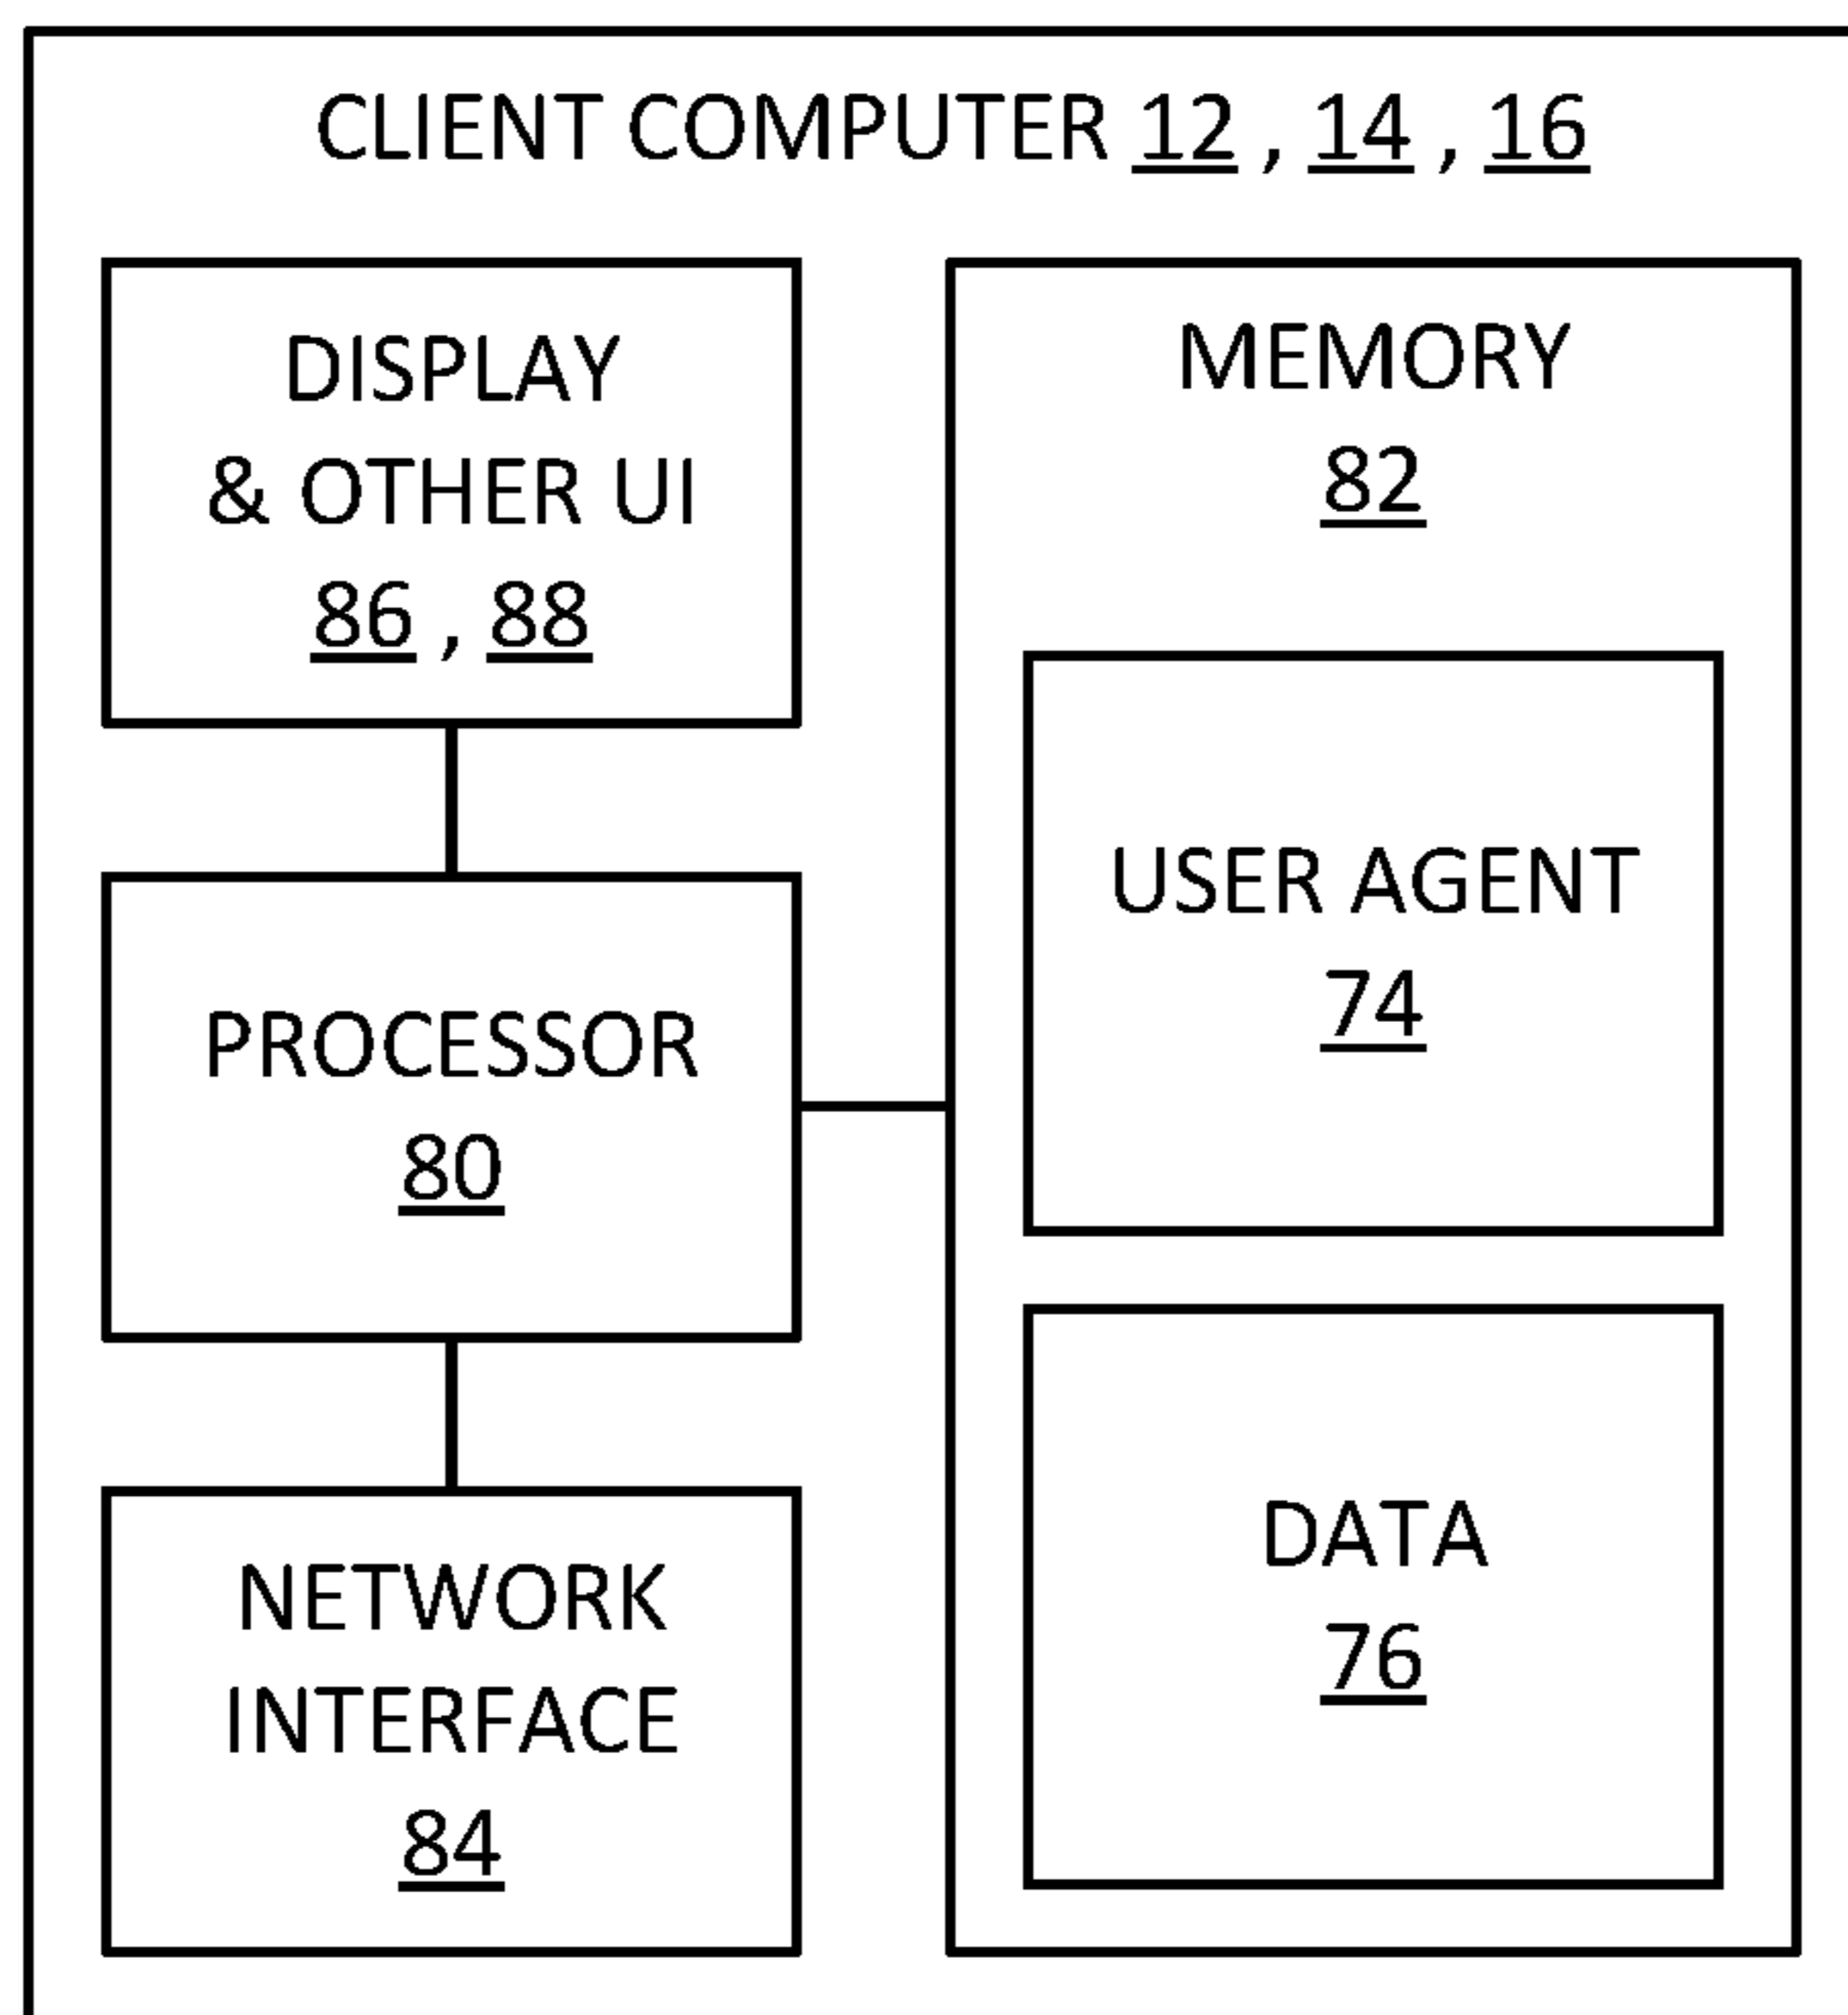 CLIENT COMPUTER 12 , 14 , 16
DISPLAY
& OTHER UI
86 , 88
PROCESSOR
80
NETWORK
INTERFACE
84
MEMORY
82
USER AGENT
74
DATA
76